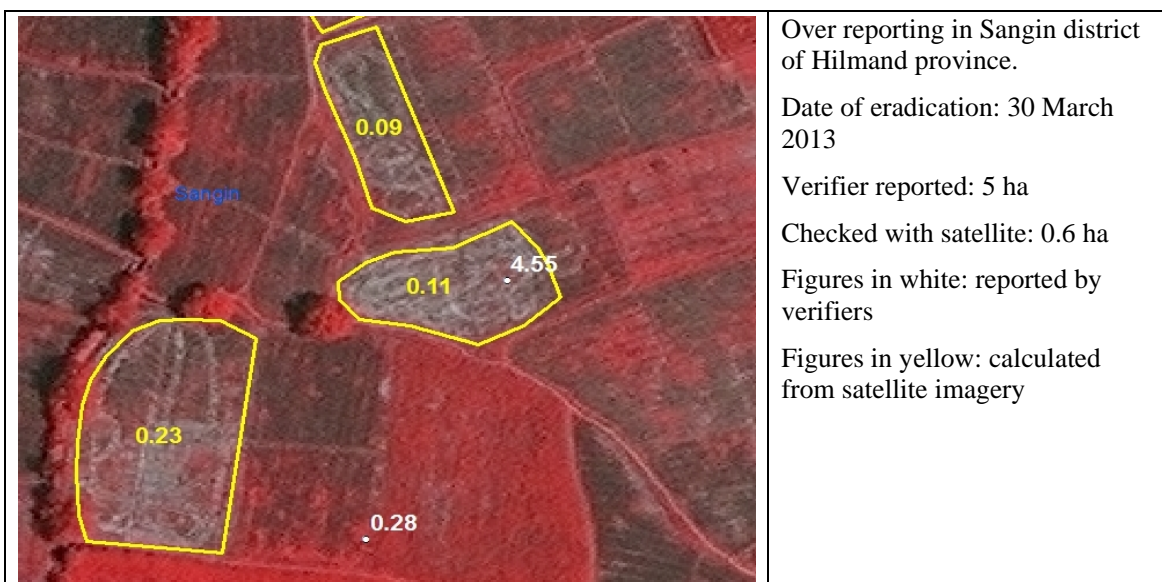 0.09
Sangin
4.55
0.11
0.23
0.28
Over reporting in Sangin district
of Hilmand province.
Date of eradication: 30 March
2013
Verifier reported: 5 ha
Checked with satellite: 0.6 ha
Figures in white: reported by
verifiers
Figures in yellow: calculated
from satellite imagery